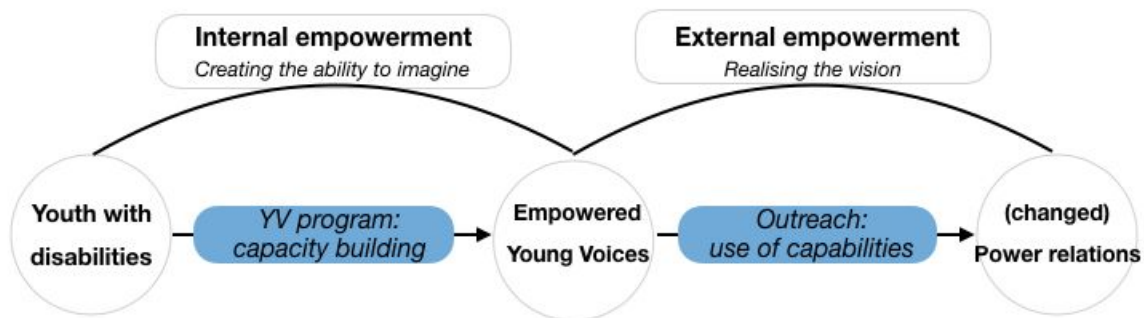 Internal empowerment
Creating the ability to imagine
External empowerment
Realising the vision
Youth with
disabilities
YV program:
capacity building
Empowered
Young Voices
Outreach:
use of capabilities
(changed)
Power relations